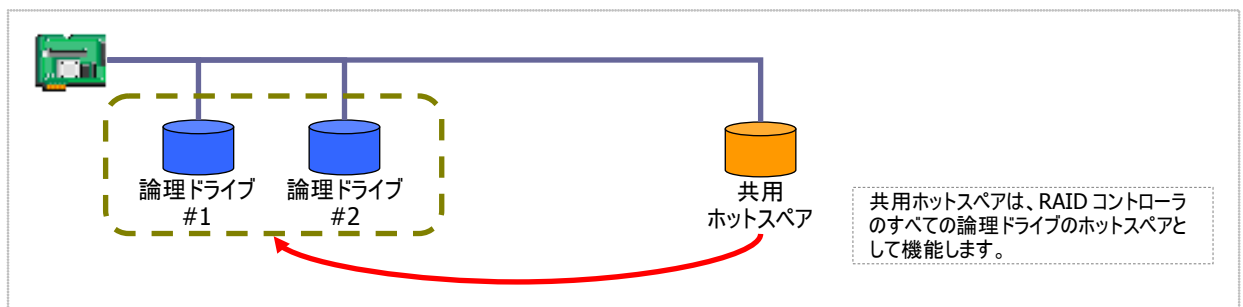 論理ドライブ
#1
論理ドライブ
#2
共用
ホットスペア
共用ホットスペアは、RAID コントローラ
のすべての論理ドライブのホットスペアと
して機能します。